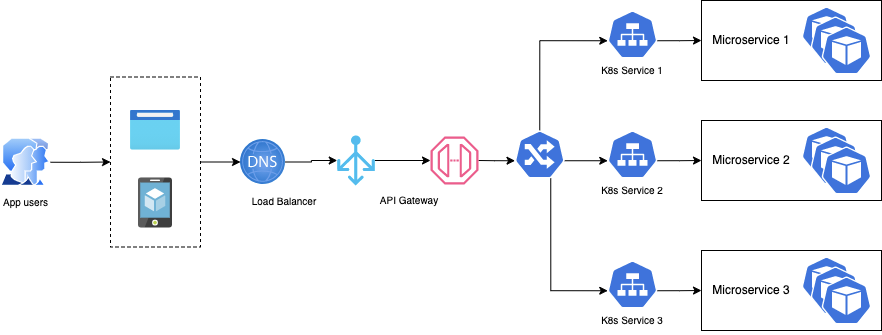 App users
DNS
Load Balancer
API Gateway
K8s Service 1
Microservice 1
K8s Service 2
Microservice 2
K8s Service 3
Microservice 3